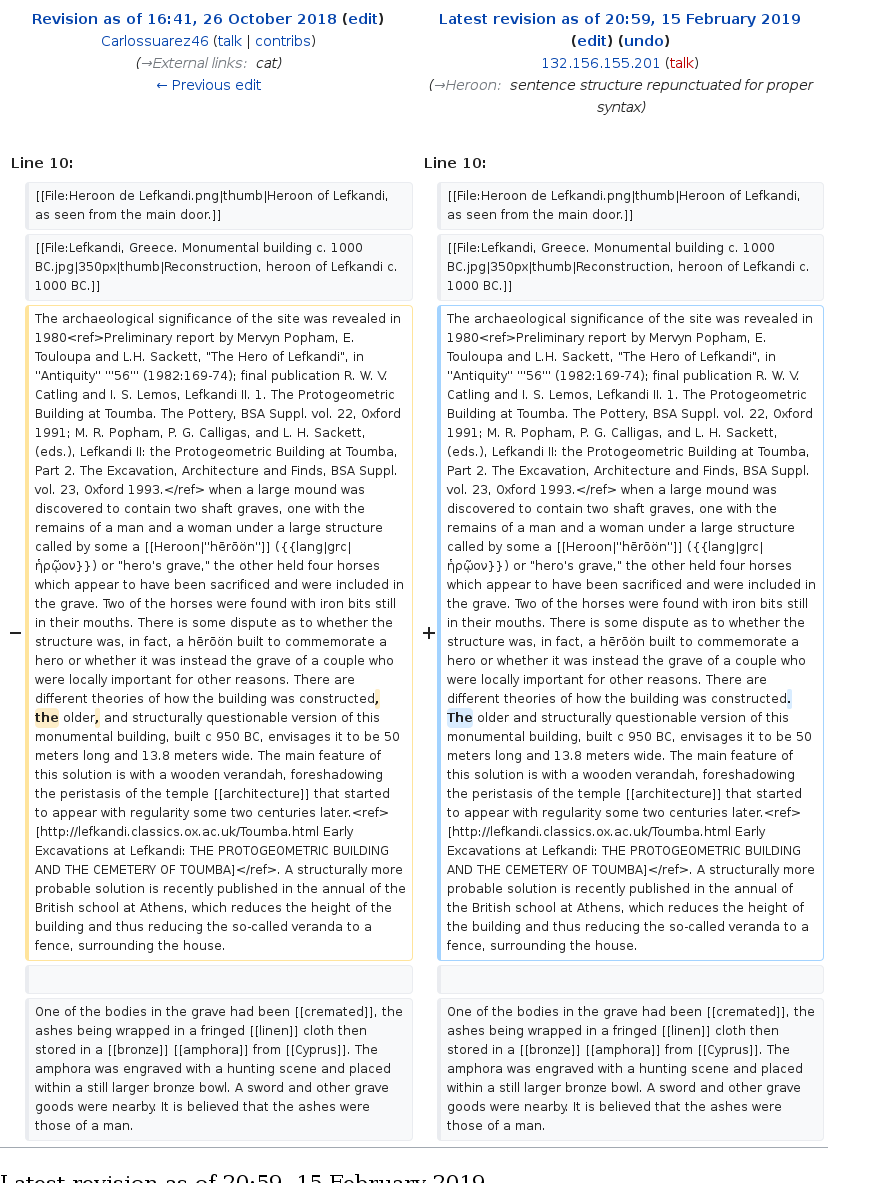 Revision as of 16:41, 26 October 2018 (edit)
Carlossuarez46 (talk | contribs)
(→External links: cat)
← Previous edit
Latest revision as of 20:59, 15 February 2019
(edit) (undo)
132.156.155.201 (talk)
(→Heroon: sentence structure repunctuated for proper
syntax)
Line 10:
[[File:Heroon de Lefkandi.png|thumb|Heroon of Lefkandi,
as seen from the main door.]]
[[File:Lefkandi, Greece. Monumental building c. 1000
BC.jpg|350px|thumb|Reconstruction, heroon of Lefkandi c.
1000 BC.]]
−
The archaeological significance of the site was revealed in
1980<ref>Preliminary report by Mervyn Popham, E.
Touloupa and L.H. Sackett, "The Hero of Lefkandi", in
''Antiquity'' '''56''' (1982:169-74); final publication R. W. V.
Catling and I. S. Lemos, Lefkandi II. 1. The Protogeometric
Building at Toumba. The Pottery, BSA Suppl. vol. 22, Oxford
1991; M. R. Popham, P. G. Calligas, and L. H. Sackett,
(eds.), Lefkandi II: the Protogeometric Building at Toumba,
Part 2. The Excavation, Architecture and Finds, BSA Suppl.
vol. 23, Oxford 1993.</ref> when a large mound was
discovered to contain two shaft graves, one with the
remains of a man and a woman under a large structure
called by some a [[Heroon|''hērōön'']] ({{lang|grc|
ἡρῷον}}) or "hero's grave," the other held four horses
which appear to have been sacrificed and were included in
the grave. Two of the horses were found with iron bits still
in their mouths. There is some dispute as to whether the
structure was, in fact, a hērōön built to commemorate a
hero or whether it was instead the grave of a couple who
were locally important for other reasons. There are
different theories of how the building was constructed,
the older, and structurally questionable version of this
monumental building, built c 950 BC, envisages it to be 50
meters long and 13.8 meters wide. The main feature of
this solution is with a wooden verandah, foreshadowing
the peristasis of the temple [[architecture]] that started
to appear with regularity some two centuries later.<ref>
[http://lefkandi.classics.ox.ac.uk/Toumba.html Early
Excavations at Lefkandi: THE PROTOGEOMETRIC BUILDING
AND THE CEMETERY OF TOUMBA]</ref>. A structurally more
probable solution is recently published in the annual of the
British school at Athens, which reduces the height of the
building and thus reducing the so-called veranda to a
fence, surrounding the house.
One of the bodies in the grave had been [[cremated]], the
ashes being wrapped in a fringed [[linen]] cloth then
stored in a [[bronze]] [[amphora]] from [[Cyprus]]. The
amphora was engraved with a hunting scene and placed
within a still larger bronze bowl. A sword and other grave
goods were nearby. It is believed that the ashes were
those of a man.
Line 10:
[[File:Heroon de Lefkandi.png|thumb|Heroon of Lefkandi,
as seen from the main door.]]
[[File:Lefkandi, Greece. Monumental building c. 1000
BC.jpg|350px|thumb|Reconstruction, heroon of Lefkandi c.
1000 BC.]]
+
The archaeological significance of the site was revealed in
1980<ref>Preliminary report by Mervyn Popham, E.
Touloupa and L.H. Sackett, "The Hero of Lefkandi", in
''Antiquity'' '''56''' (1982:169-74); final publication R. W. V.
Catling and I. S. Lemos, Lefkandi II. 1. The Protogeometric
Building at Toumba. The Pottery, BSA Suppl. vol. 22, Oxford
1991; M. R. Popham, P. G. Calligas, and L. H. Sackett,
(eds.), Lefkandi II: the Protogeometric Building at Toumba,
Part 2. The Excavation, Architecture and Finds, BSA Suppl.
vol. 23, Oxford 1993.</ref> when a large mound was
discovered to contain two shaft graves, one with the
remains of a man and a woman under a large structure
called by some a [[Heroon|''hērōön'']] ({{lang|grc|
ἡρῷον}}) or "hero's grave," the other held four horses
which appear to have been sacrificed and were included in
the grave. Two of the horses were found with iron bits still
in their mouths. There is some dispute as to whether the
structure was, in fact, a hērōön built to commemorate a
hero or whether it was instead the grave of a couple who
were locally important for other reasons. There are
different theories of how the building was constructed.
The older and structurally questionable version of this
monumental building, built c 950 BC, envisages it to be 50
meters long and 13.8 meters wide. The main feature of
this solution is with a wooden verandah, foreshadowing
the peristasis of the temple [[architecture]] that started
to appear with regularity some two centuries later.<ref>
[http://lefkandi.classics.ox.ac.uk/Toumba.html Early
Excavations at Lefkandi: THE PROTOGEOMETRIC BUILDING
AND THE CEMETERY OF TOUMBA]</ref>. A structurally more
probable solution is recently published in the annual of
the British school at Athens, which reduces the height of
the building and thus reducing the so-called veranda to a
fence, surrounding the house.
One of the bodies in the grave had been [[cremated]], the
ashes being wrapped in a fringed [[linen]] cloth then
stored in a [[bronze]] [[amphora]] from [[Cyprus]]. The
amphora was engraved with a hunting scene and placed
within a still larger bronze bowl. A sword and other grave
goods were nearby. It is believed that the ashes were
those of a man.
Latest revision as of 20:59, 15 February 2019